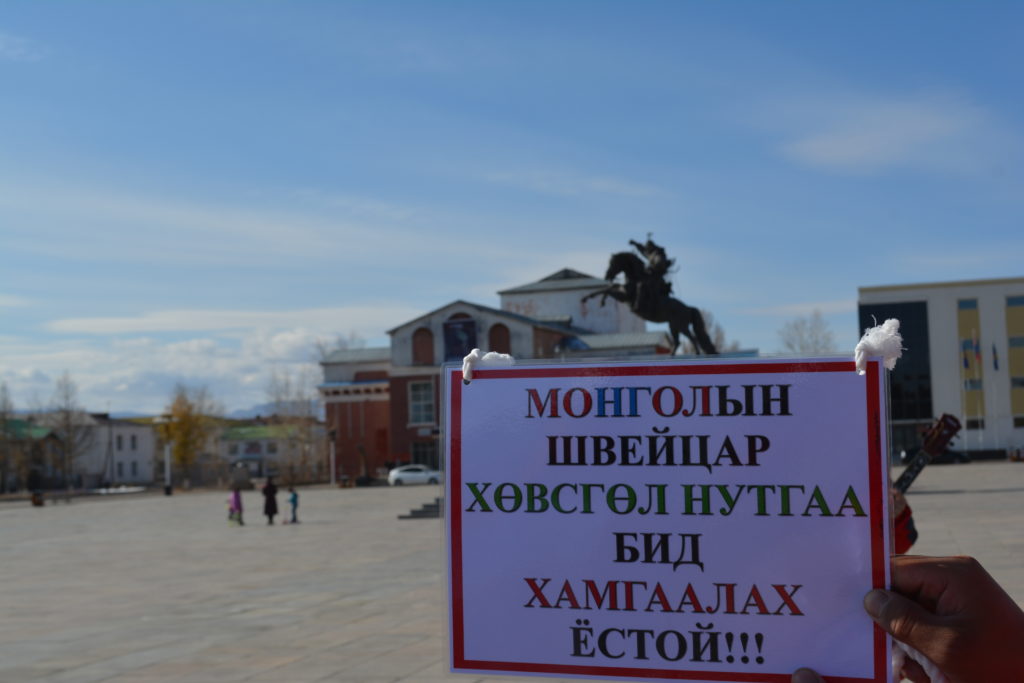 МОНГОЛЫН
ШВЕЙЦАР
ХӨВСГӨЛ НУТГАА
БИД
ХАМГААЛАХ
ЁСТОЙ!!!